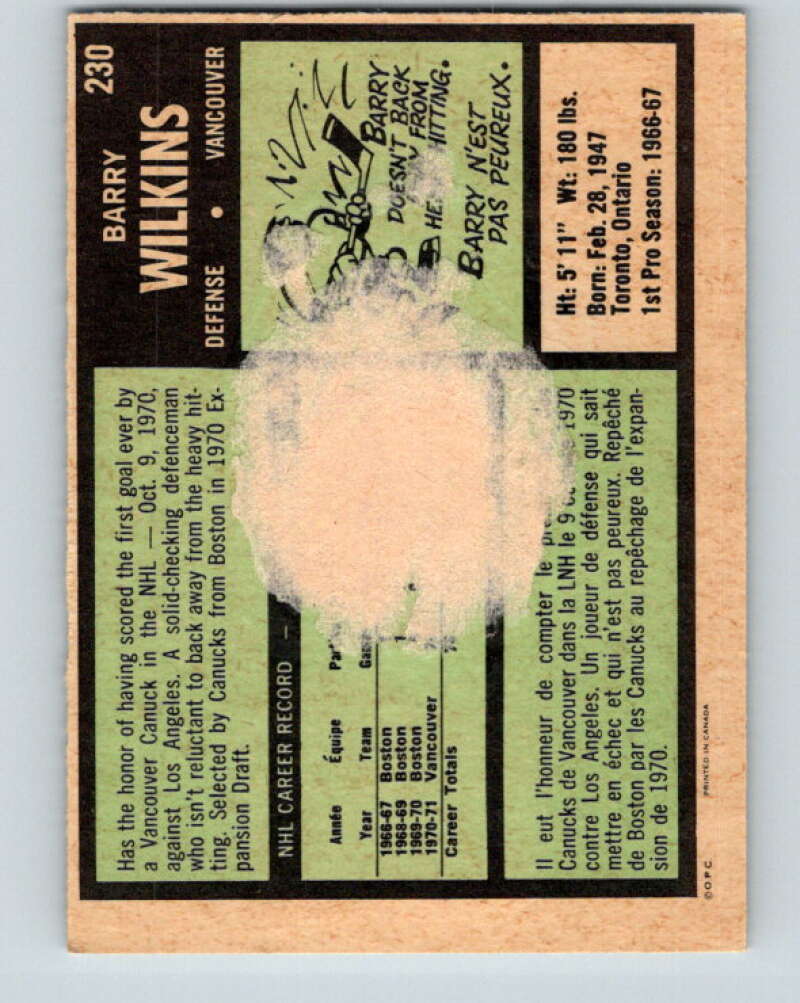 230
BARRY
WILKINS
DEFENSE • VANCOUVER
Has the honor of having scored the first goal ever by
a Vancouver Canuck in the NHL — Oct. 9, 1970,
against Los Angeles. A solid-checking defenceman
who isn't reluctant to back away from the heavy hit-
ting. Selected by Canucks from Boston in 1970 Ex-
pansion Draft.
BARRY
DOESN'T BACK
FROM
HITTING.
BARRY N'EST
PAS PEUREUX.
Ht: 5' 11" Wt: 180 lbs.
Born: Feb. 28, 1947
Toronto, Ontario
1st Pro Season: 1966-67
NHL CAREER RECORD —
Année Équipe
Year Team
1966-67 Boston
1968-69 Boston
1969-70 Boston
1970-71 Vancouver
Career Totals
Il eut l'honneur de compter le
Canucks de Vancouver dans la LNH le 9 1970
contre Los Angeles. Un joueur de défense qui sait
mettre en échec et qui n'est pas peureux. Repêché
de Boston par les Canucks au repêchage de l'expan-
sion de 1970.
© O.P.C. PRINTED IN CANADA